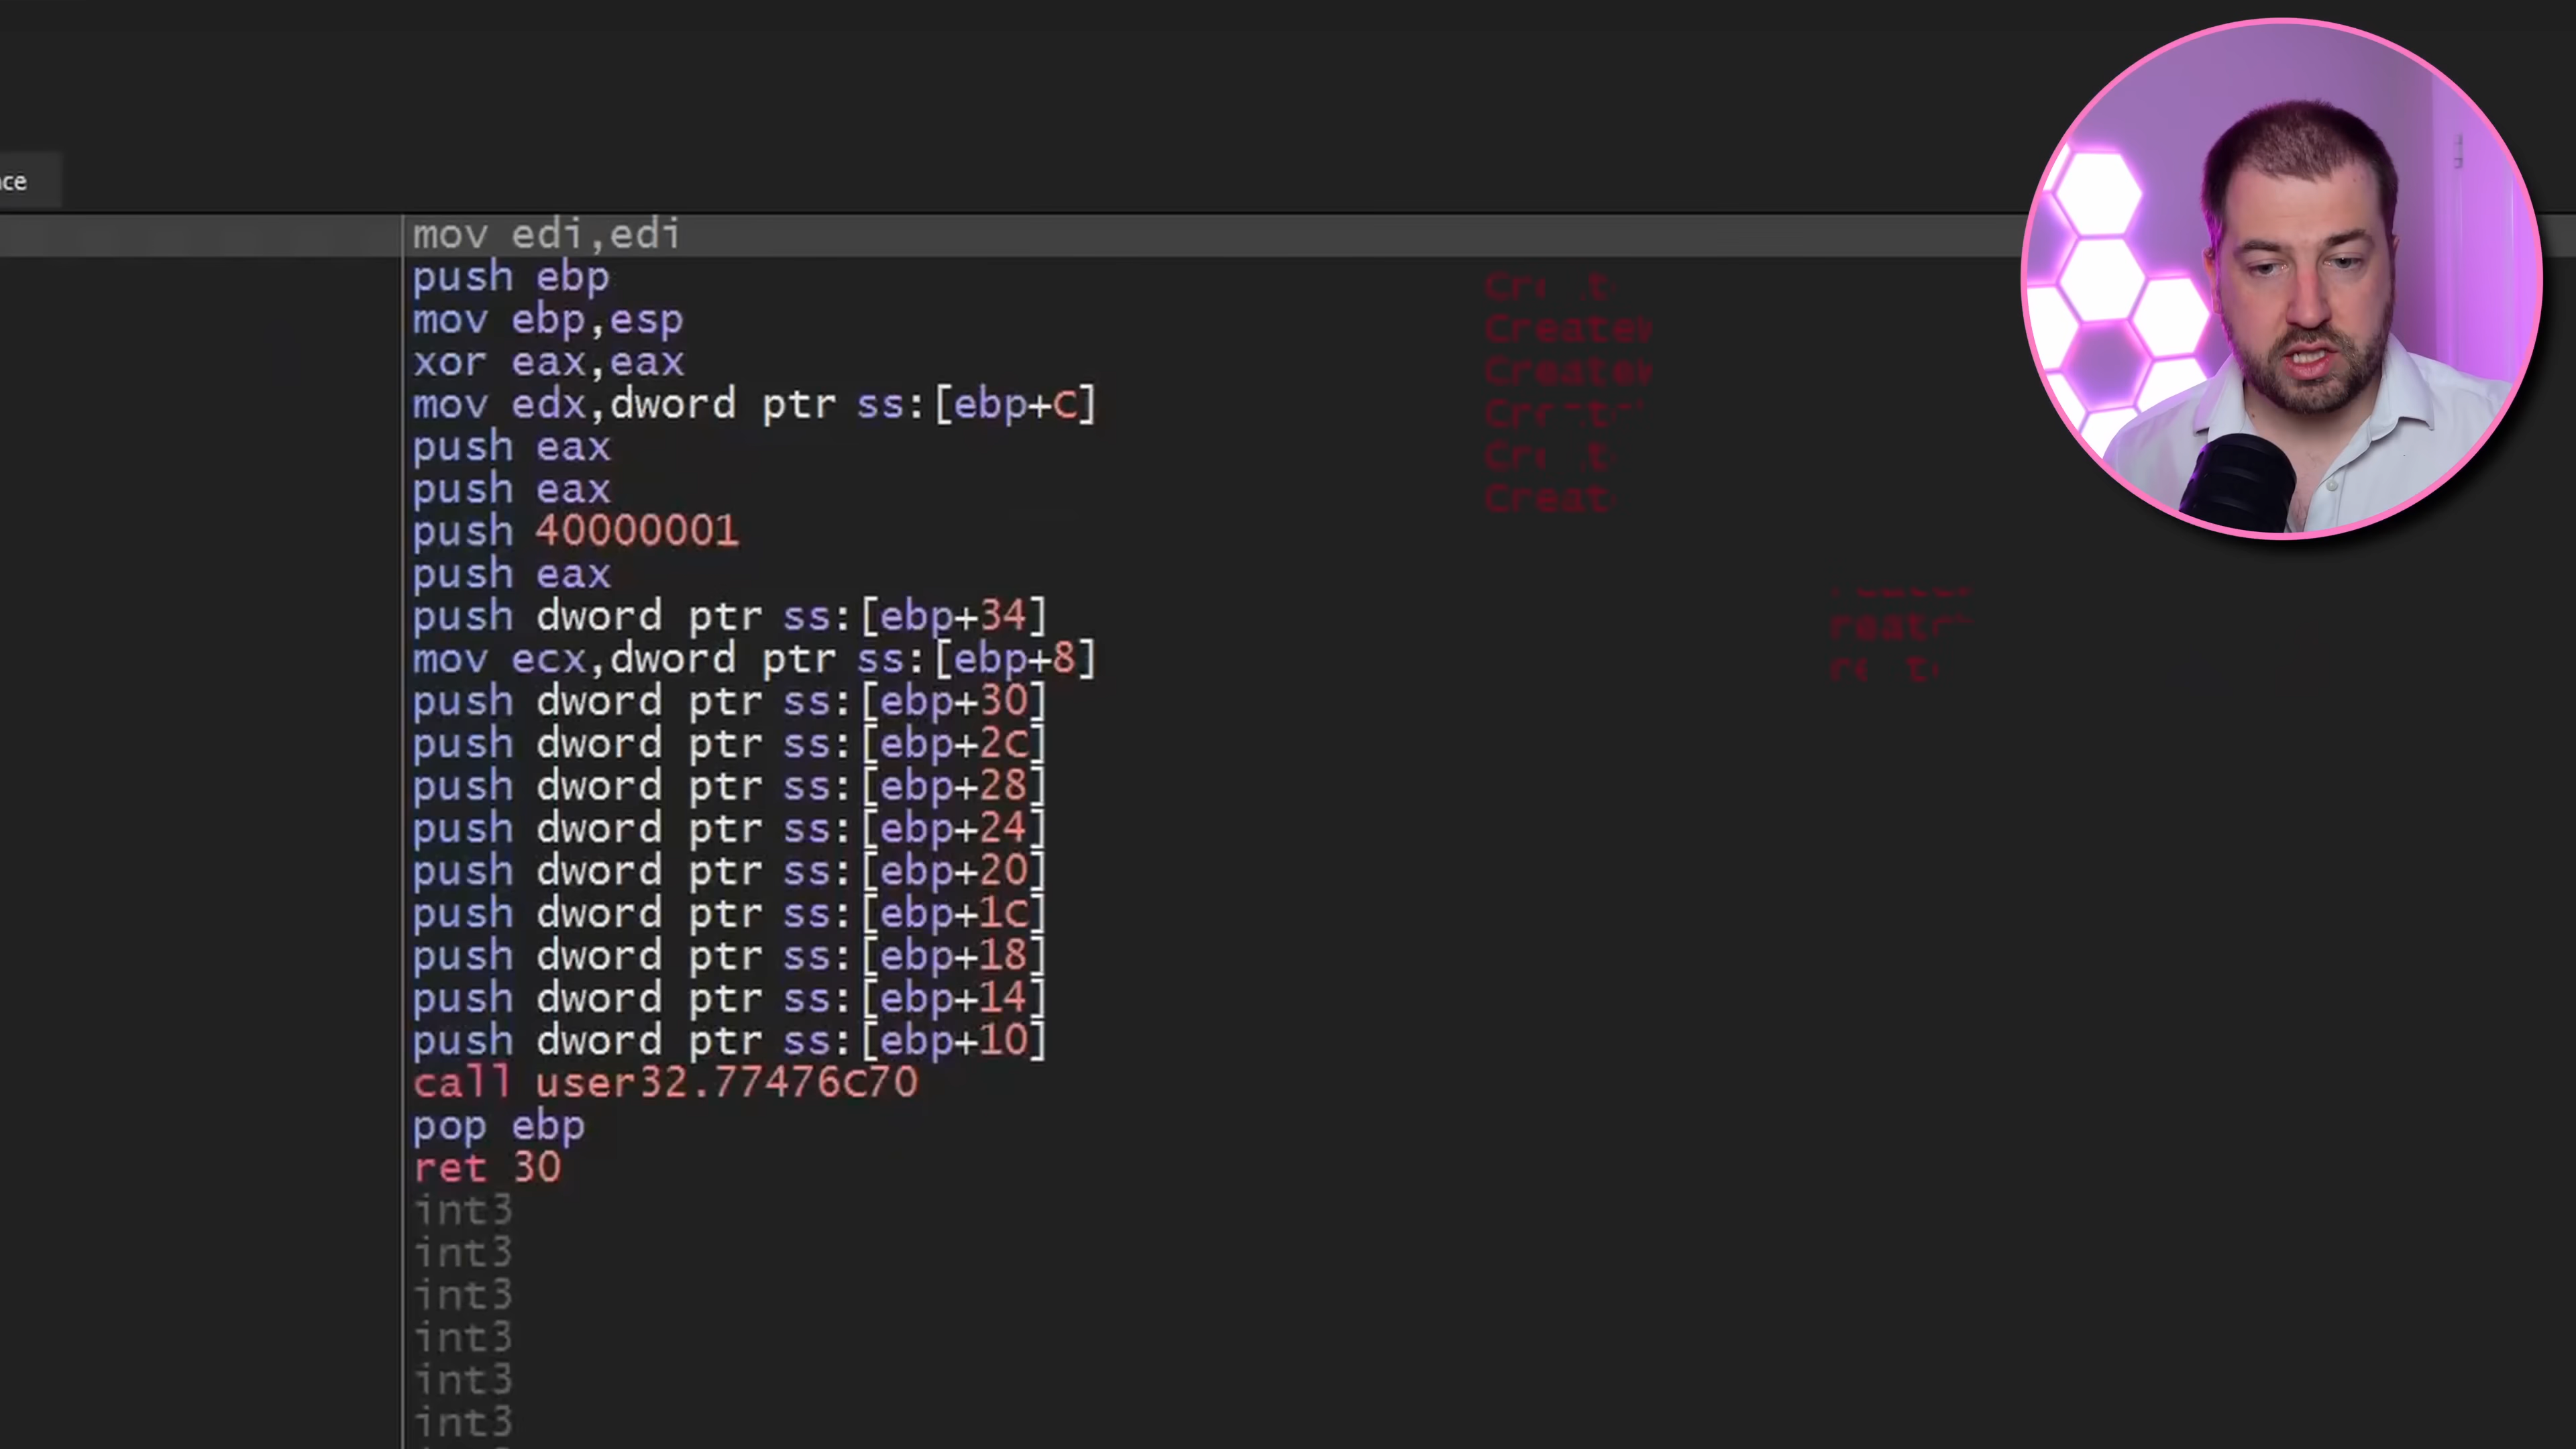 mov edi,edi
push ebp
mov ebp,esp
xor eax,eax
mov edx,dword ptr ss:[ebp+C]
push eax
push eax
push 40000001
push eax
push dword ptr ss:[ebp+34]
mov ecx,dword ptr ss:[ebp+8]
push dword ptr ss:[ebp+30]
push dword ptr ss:[ebp+2C]
push dword ptr ss:[ebp+28]
push dword ptr ss:[ebp+24]
push dword ptr ss:[ebp+20]
push dword ptr ss:[ebp+1C]
push dword ptr ss:[ebp+18]
push dword ptr ss:[ebp+14]
push dword ptr ss:[ebp+10]
call user32.77476C70
pop ebp
ret 30
int3
int3
int3
int3
int3
int3